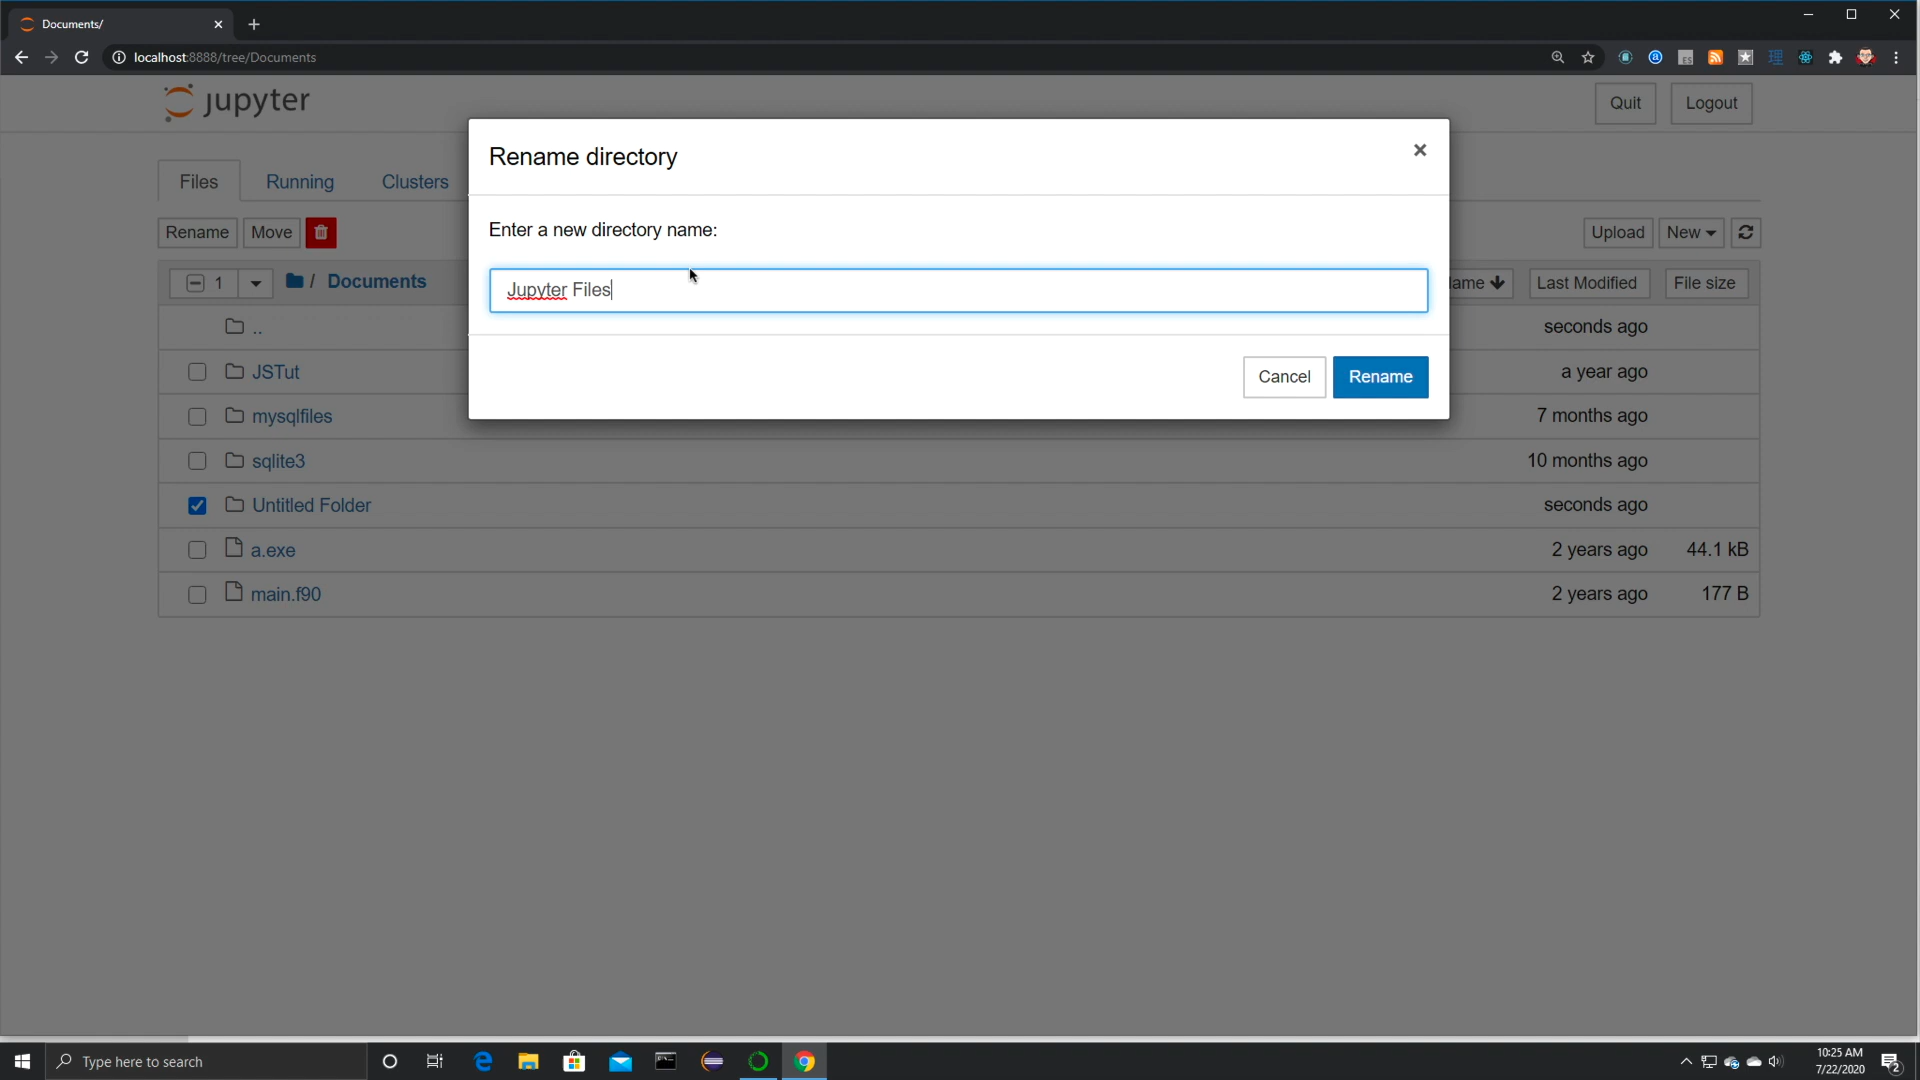 Documents/
localhost:8888/tree/Documents
jupyter
Quit
Logout
Rename directory
Files
Running
Clusters
Enter a new directory name:
Rename
Move
Upload
New
Jupyter Files
1
/ Documents
ame
Last Modified
File size
..
seconds ago
JSTut
a year ago
Cancel
Rename
mysqlfiles
7 months ago
sqlite3
10 months ago
Untitled Folder
seconds ago
a.exe
2 years ago
44.1 kB
main.f90
2 years ago
177 B
Type here to search
10:25 AM
7/22/2020
2